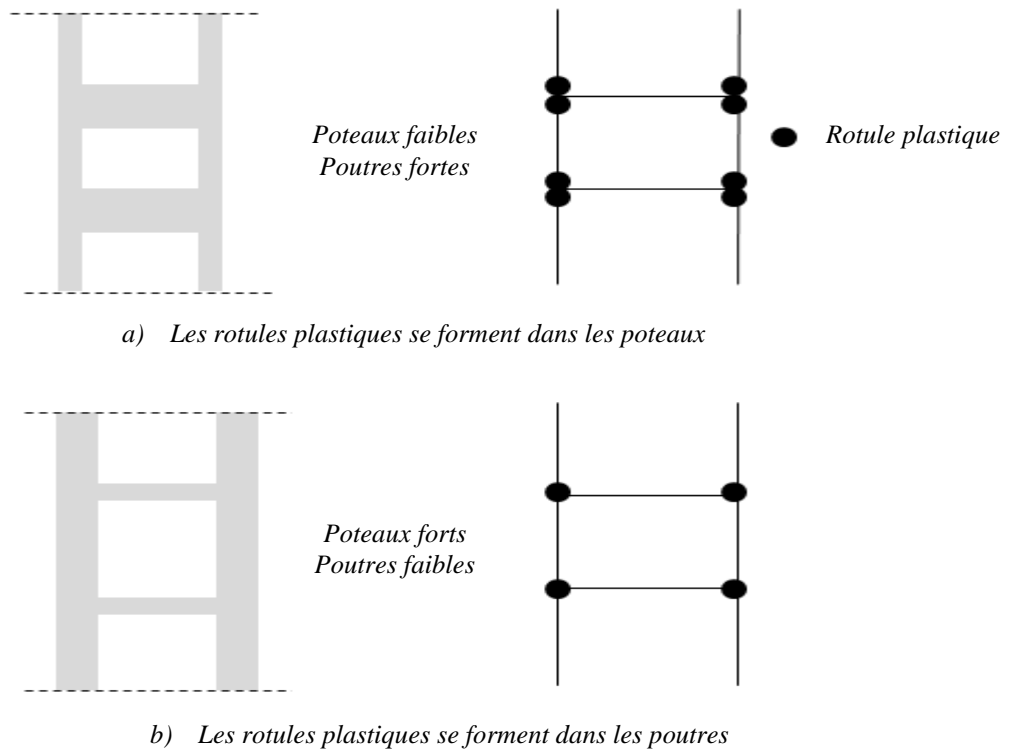 Poteaux faibles
Poutres fortes
Rotule plastique
a) Les rotules plastiques se forment dans les poteaux
Poteaux forts
Poutres faibles
b) Les rotules plastiques se forment dans les poutres